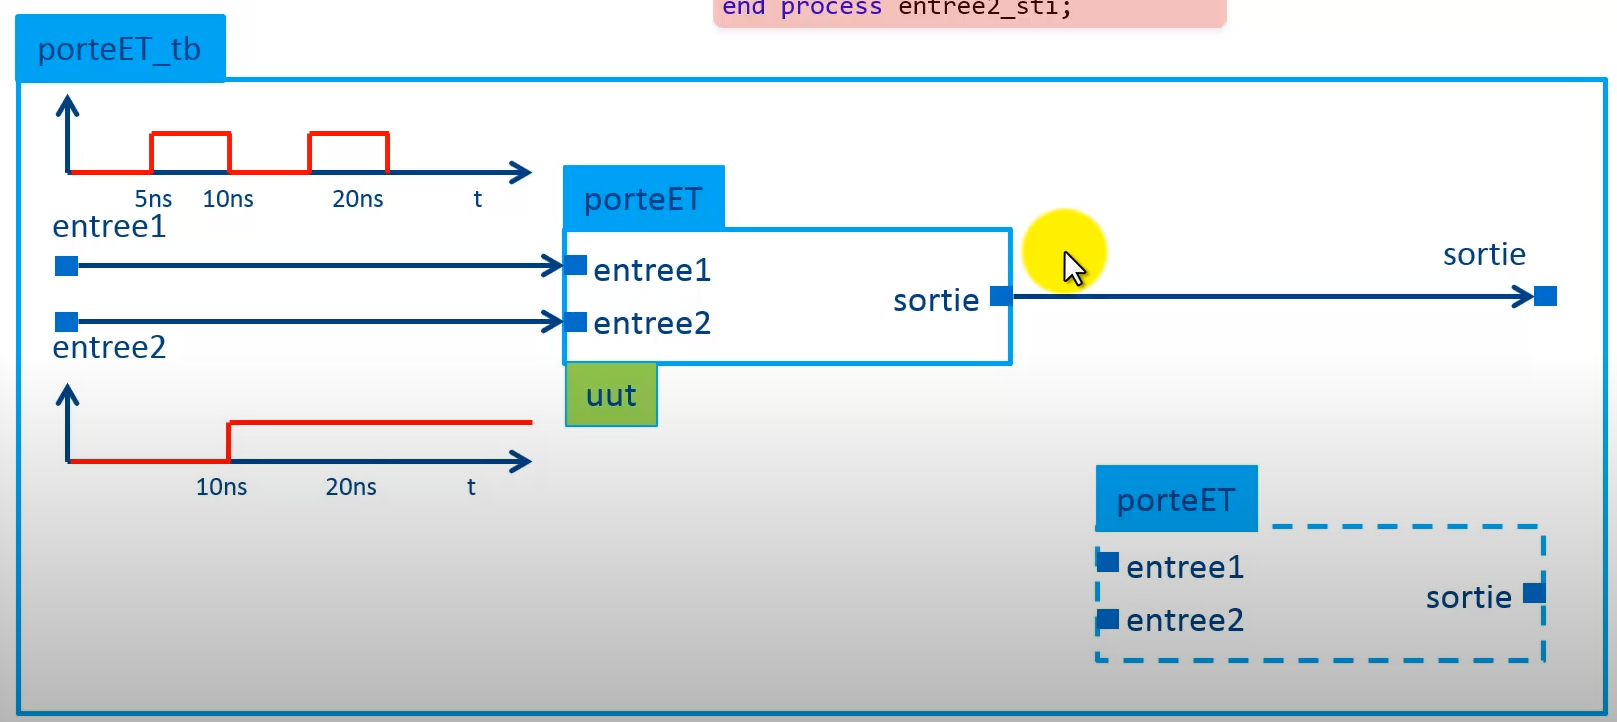 end process entree2_sti;
porteET_tb
5ns 10ns 20ns t
entree1
porteET
entree1
entree2
sortie
sortie
entree2
uut
10ns 20ns t
porteET
entree1
entree2
sortie